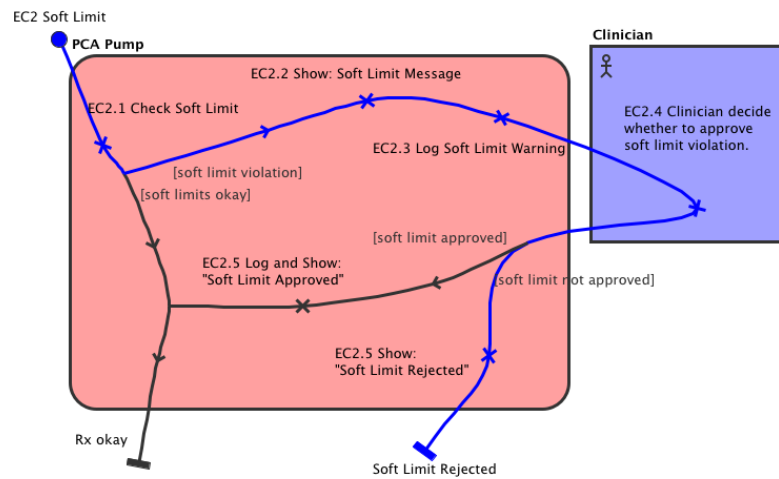 EC2 Soft Limit
PCA Pump
Clinician
EC2.2 Show: Soft Limit Message
EC2.1 Check Soft Limit
EC2.4 Clinician decide
whether to approve
soft limit violation.
EC2.3 Log Soft Limit Warning
[soft limit violation]
[soft limits okay]
[soft limit approved]
EC2.5 Log and Show:
"Soft Limit Approved"
[soft limit not approved]
EC2.5 Show:
"Soft Limit Rejected"
Rx okay
Soft Limit Rejected